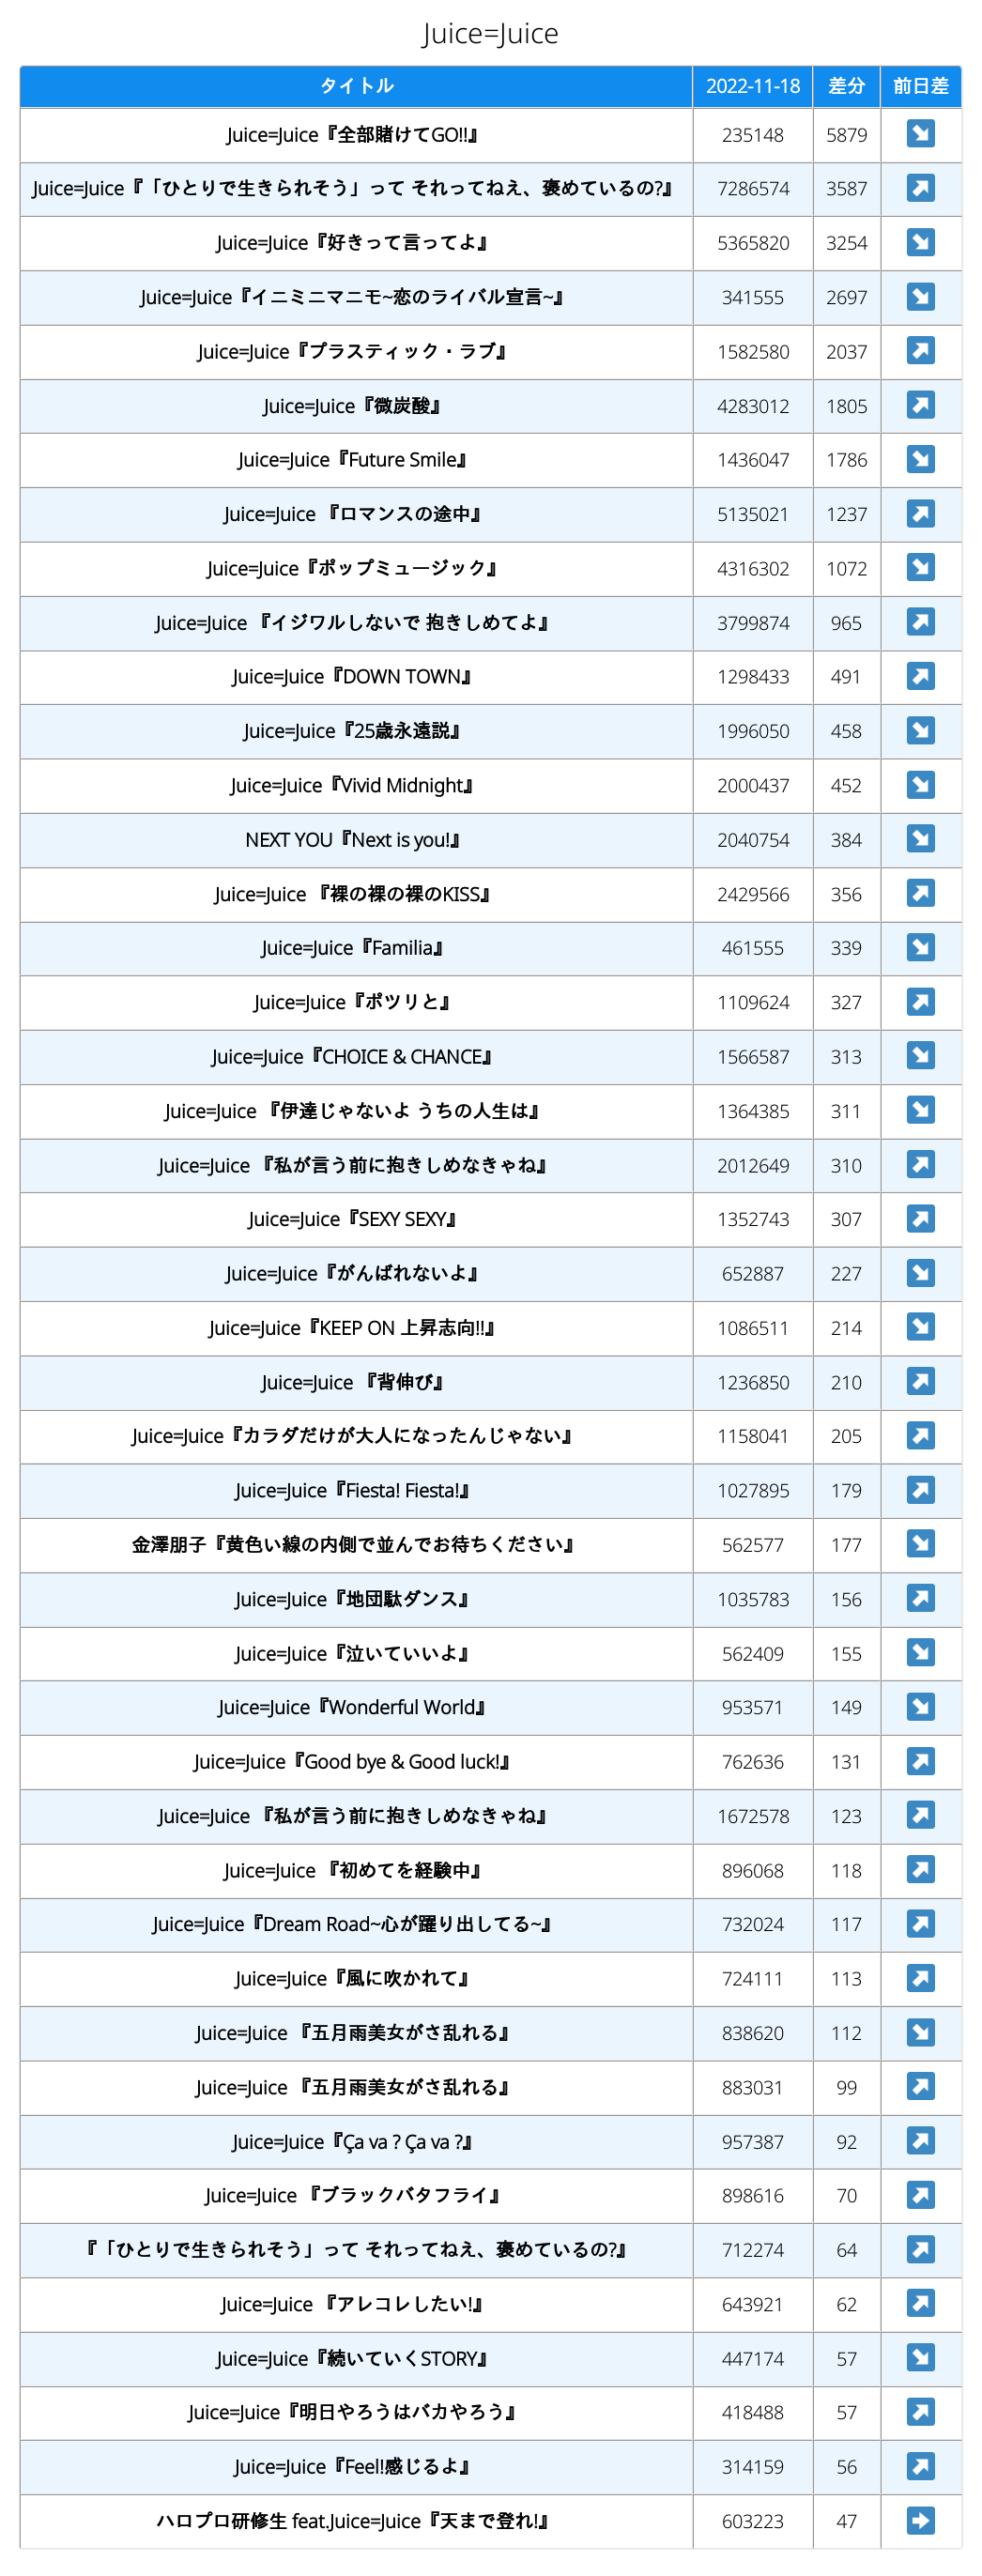 Juice=Juice
タイトル 2022-11-18 差分 前日差
Juice=Juice『全部賭けてGO!!』 235148 5879 ↘
Juice=Juice『「ひとりで生きられそう」って それってねえ、褒めているの?』 7286574 3587 ↗
Juice=Juice『好きって言ってよ』 5365820 3254 ↘
Juice=Juice『イニミニマニモ~恋のライバル宣言~』 341555 2697 ↘
Juice=Juice『プラスティック・ラブ』 1582580 2037 ↗
Juice=Juice『微炭酸』 4283012 1805 ↗
Juice=Juice『Future Smile』 1436047 1786 ↘
Juice=Juice 『ロマンスの途中』 5135021 1237 ↗
Juice=Juice『ポップミュージック』 4316302 1072 ↘
Juice=Juice 『イジワルしないで 抱きしめてよ』 3799874 965 ↗
Juice=Juice『DOWN TOWN』 1298433 491 ↗
Juice=Juice『25歳永遠説』 1996050 458 ↘
Juice=Juice『Vivid Midnight』 2000437 452 ↘
NEXT YOU『Next is you!』 2040754 384 ↘
Juice=Juice 『裸の裸の裸のKISS』 2429566 356 ↗
Juice=Juice『Familia』 461555 339 ↘
Juice=Juice『ポツリと』 1109624 327 ↗
Juice=Juice『CHOICE & CHANCE』 1566587 313 ↘
Juice=Juice 『伊達じゃないよ うちの人生は』 1364385 311 ↘
Juice=Juice 『私が言う前に抱きしめなきゃね』 2012649 310 ↗
Juice=Juice『SEXY SEXY』 1352743 307 ↗
Juice=Juice『がんばれないよ』 652887 227 ↘
Juice=Juice『KEEP ON 上昇志向!!』 1086511 214 ↘
Juice=Juice 『背伸び』 1236850 210 ↗
Juice=Juice『カラダだけが大人になったんじゃない』 1158041 205 ↗
Juice=Juice『Fiesta! Fiesta!』 1027895 179 ↗
金澤朋子『黄色い線の内側で並んでお待ちください』 562577 177 ↘
Juice=Juice『地団駄ダンス』 1035783 156 ↗
Juice=Juice『泣いていいよ』 562409 155 ↘
Juice=Juice『Wonderful World』 953571 149 ↘
Juice=Juice『Good bye & Good luck!』 762636 131 ↗
Juice=Juice 『私が言う前に抱きしめなきゃね』 1672578 123 ↗
Juice=Juice 『初めてを経験中』 896068 118 ↗
Juice=Juice『Dream Road~心が躍り出してる~』 732024 117 ↗
Juice=Juice『風に吹かれて』 724111 113 ↗
Juice=Juice 『五月雨美女がさ乱れる』 838620 112 ↘
Juice=Juice 『五月雨美女がさ乱れる』 883031 99 ↗
Juice=Juice『Ça va ? Ça va ?』 957387 92 ↗
Juice=Juice 『ブラックバタフライ』 898616 70 ↗
『「ひとりで生きられそう」って それってねえ、褒めているの?』 712274 64 ↗
Juice=Juice 『アレコレしたい!』 643921 62 ↗
Juice=Juice『続いていくSTORY』 447174 57 ↘
Juice=Juice『明日やろうはバカやろう』 418488 57 ↗
Juice=Juice『Feel!感じるよ』 314159 56 ↗
ハロプロ研修生 feat.Juice=Juice『天まで登れ!』 603223 47 ➡